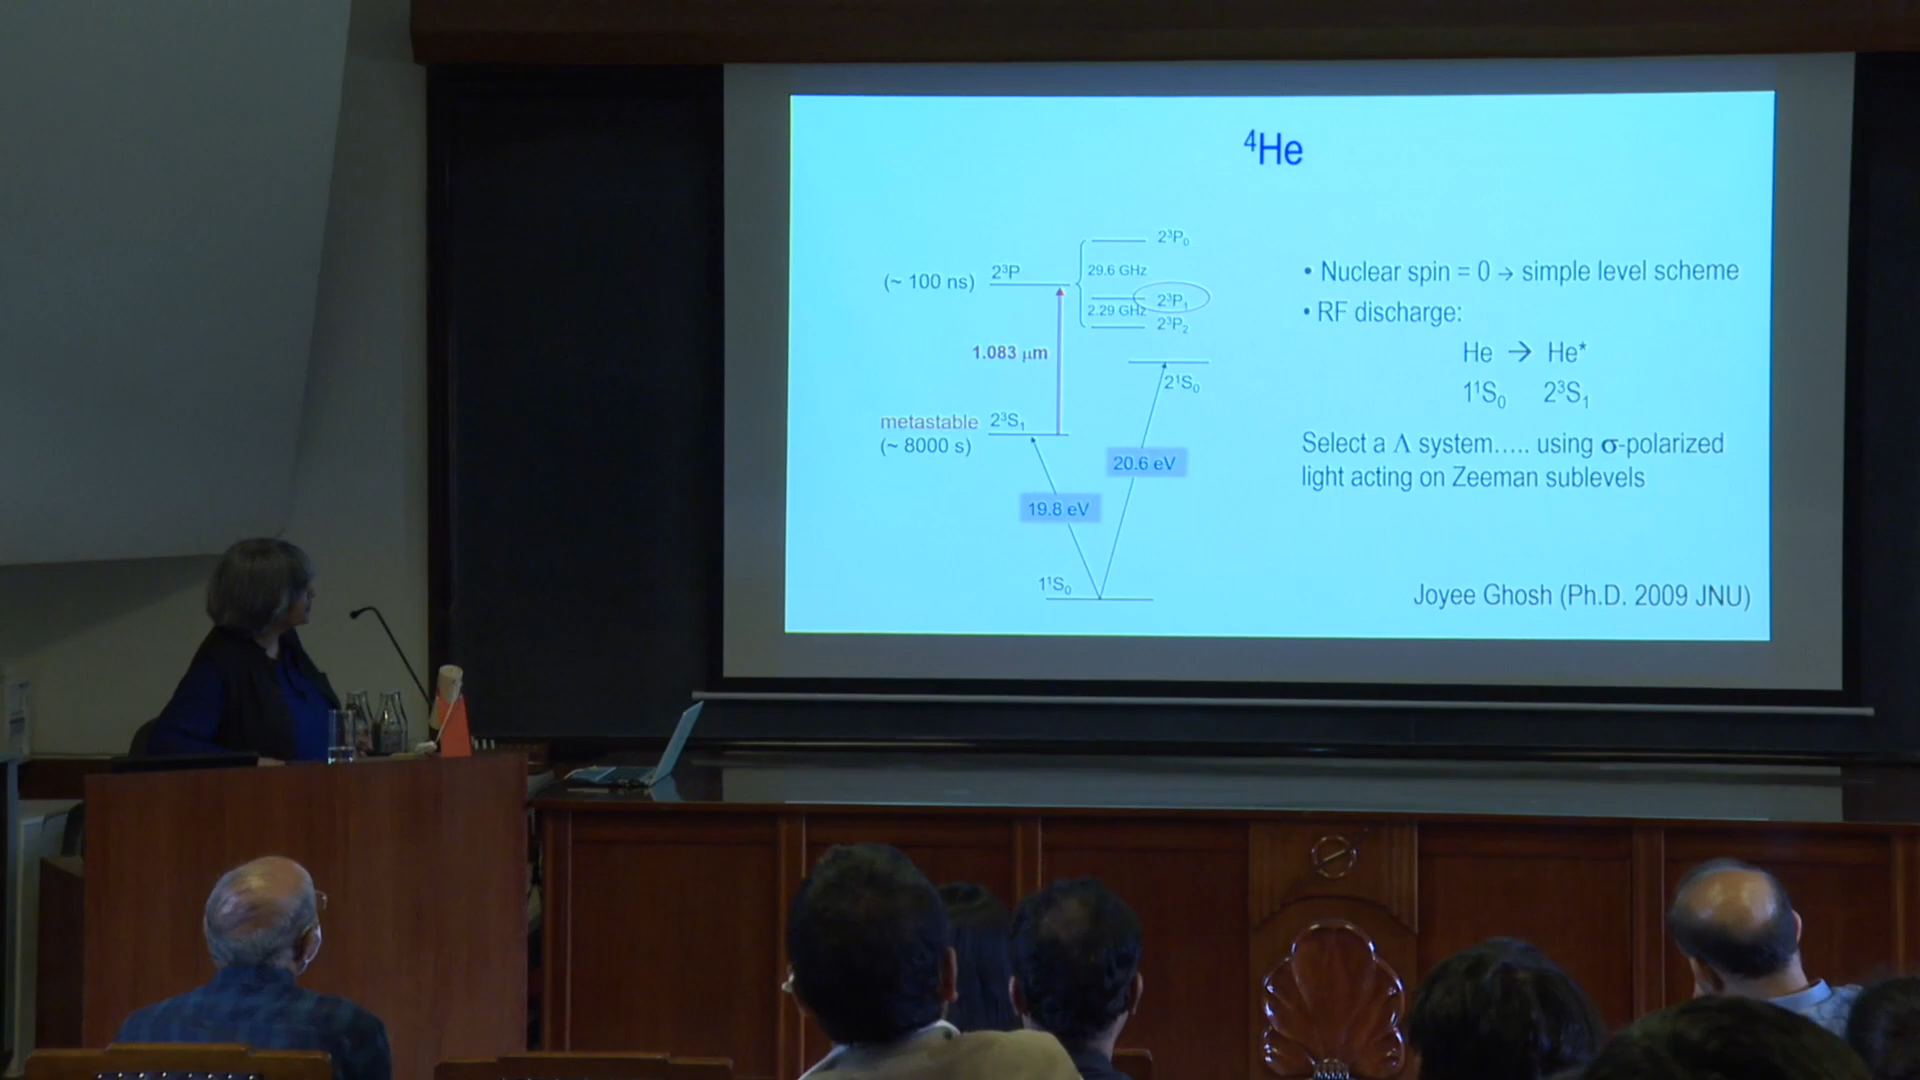 ⁴He
2³P₀
(~ 100 ns) 2³P
29.6 GHz
2³P₁
2.29 GHz
2³P₂
1.083 μm
2¹S₀
metastable 2³S₁
(~ 8000 s)
20.6 eV
19.8 eV
1¹S₀
• Nuclear spin = 0 → simple level scheme
• RF discharge:
He → He*
1¹S₀ 2³S₁
Select a Λ system..... using σ-polarized
light acting on Zeeman sublevels
Joyee Ghosh (Ph.D. 2009 JNU)